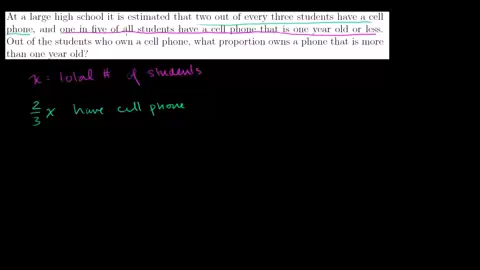 At a large high school it is estimated that two out of every three students have a cell
phone, and one in five of all students have a cell phone that is one year old or less.
Out of the students who own a cell phone, what proportion owns a phone that is more
than one year old?
x = total # of students
2/3 x have cell phone